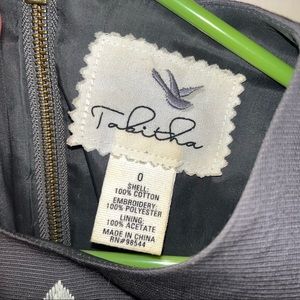 Tabitha
0
SHELL:
100% COTTON
EMBROIDERY:
100% POLYESTER
LINING:
100% ACETATE
MADE IN CHINA
RN#98544